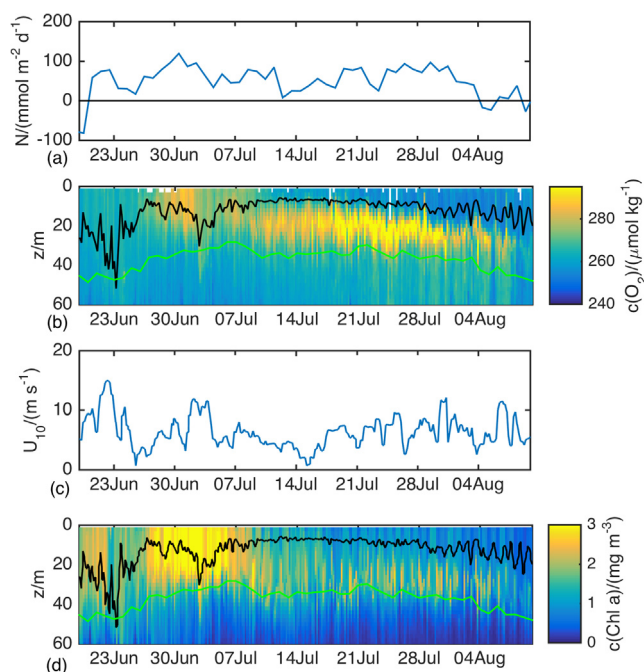 200
100
0
-100
N/(mmol m⁻² d⁻¹)
(a)
23Jun 30Jun 07Jul 14Jul 21Jul 28Jul 04Aug
0
20
40
60
z/m
(b)
23Jun 30Jun 07Jul 14Jul 21Jul 28Jul 04Aug
280
260
240
c(O₂)/(μmol kg⁻¹)
20
10
0
U₁₀/(m s⁻¹)
(c)
23Jun 30Jun 07Jul 14Jul 21Jul 28Jul 04Aug
0
20
40
60
z/m
(d)
23Jun 30Jun 07Jul 14Jul 21Jul 28Jul 04Aug
3
2
1
0
c(Chl a)/(mg m⁻³)